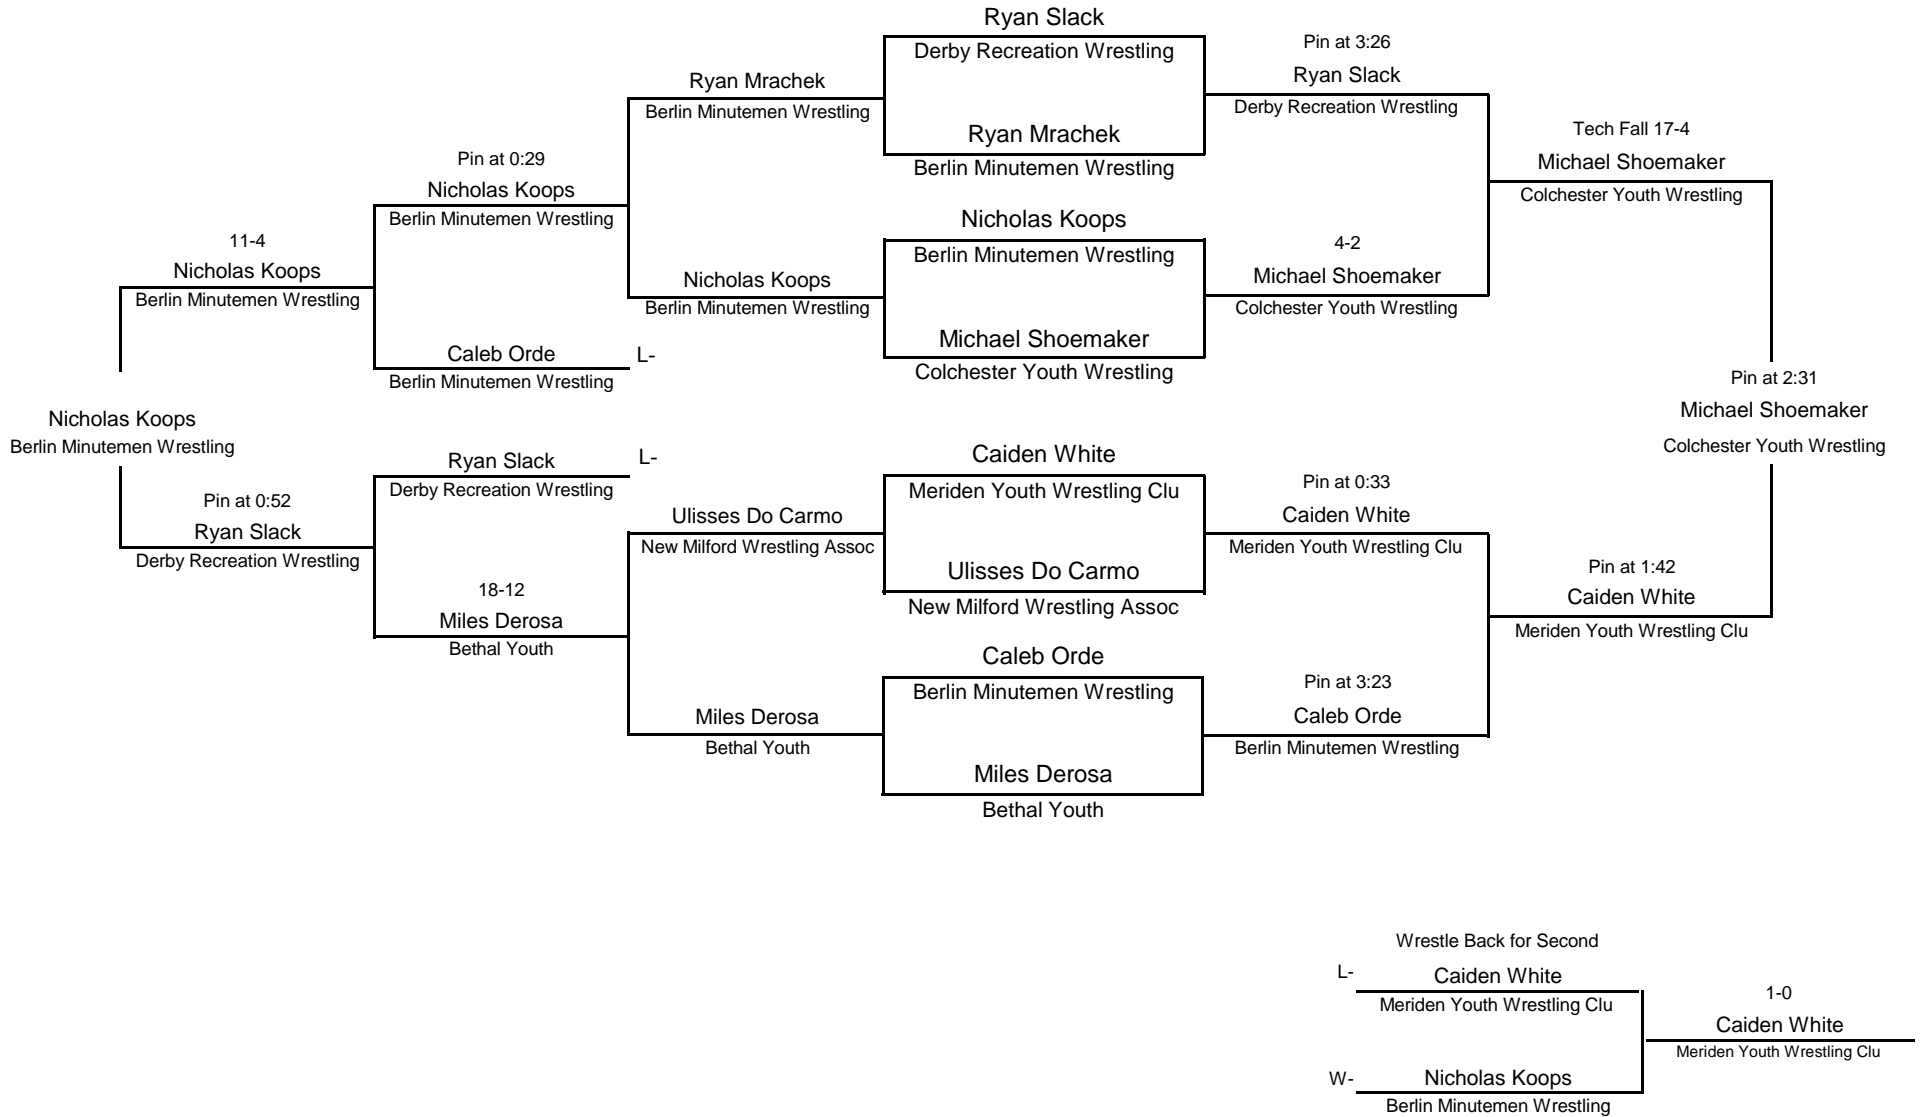 Ryan Slack
Derby Recreation Wrestling
Pin at 3:26
Ryan Slack
Derby Recreation Wrestling
Ryan Mrachek
Berlin Minutemen Wrestling
Ryan Mrachek
Berlin Minutemen Wrestling
Tech Fall 17-4
Michael Shoemaker
Colchester Youth Wrestling
Pin at 0:29
Nicholas Koops
Berlin Minutemen Wrestling
Nicholas Koops
Berlin Minutemen Wrestling
11-4
Nicholas Koops
Berlin Minutemen Wrestling
4-2
Michael Shoemaker
Colchester Youth Wrestling
Nicholas Koops
Berlin Minutemen Wrestling
Michael Shoemaker
Colchester Youth Wrestling
Caleb Orde
L-
Berlin Minutemen Wrestling
Pin at 2:31
Michael Shoemaker
Colchester Youth Wrestling
Nicholas Koops
Berlin Minutemen Wrestling
Ryan Slack
L-
Derby Recreation Wrestling
Caiden White
Meriden Youth Wrestling Clu
Pin at 0:33
Caiden White
Meriden Youth Wrestling Clu
Pin at 0:52
Ryan Slack
Derby Recreation Wrestling
Ulisses Do Carmo
New Milford Wrestling Assoc
Ulisses Do Carmo
New Milford Wrestling Assoc
Pin at 1:42
Caiden White
Meriden Youth Wrestling Clu
18-12
Miles Derosa
Bethal Youth
Caleb Orde
Berlin Minutemen Wrestling
Pin at 3:23
Caleb Orde
Berlin Minutemen Wrestling
Miles Derosa
Bethal Youth
Miles Derosa
Bethal Youth
Wrestle Back for Second
L-
Caiden White
Meriden Youth Wrestling Clu
1-0
Caiden White
Meriden Youth Wrestling Clu
W-
Nicholas Koops
Berlin Minutemen Wrestling